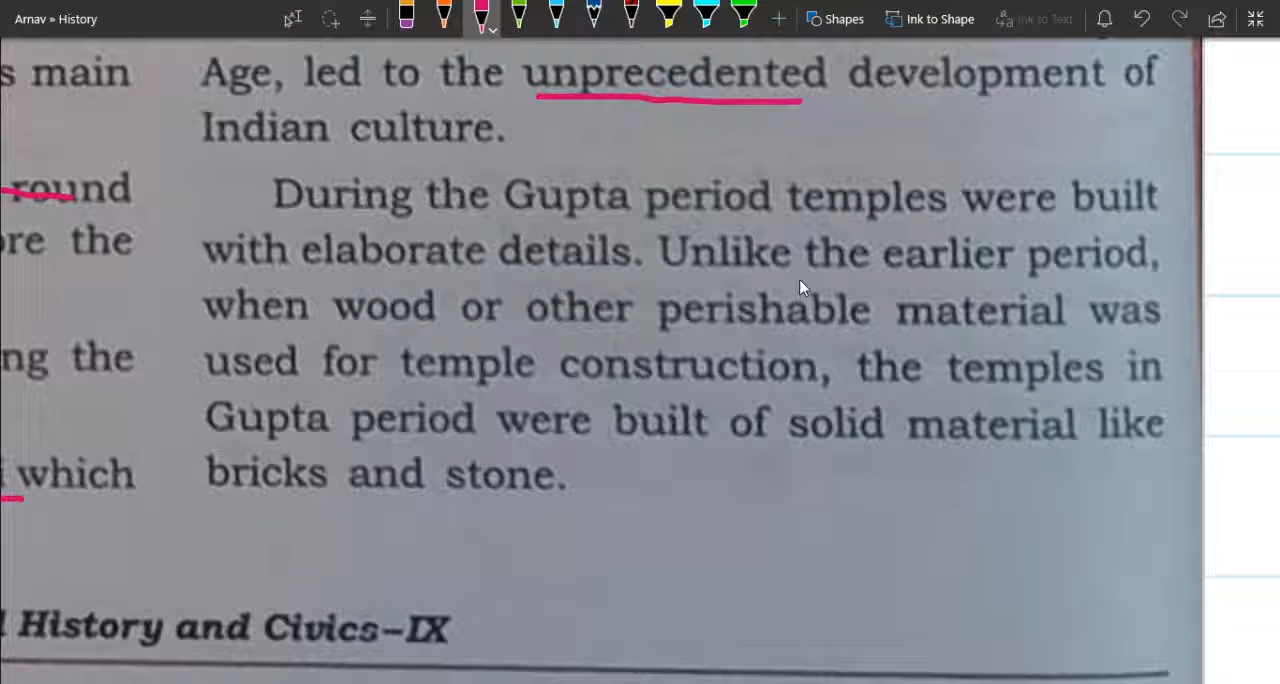 Arnav » History
Shapes
Ink to Shape
Ink to Text
s main
round
re the
ng the
which
Age, led to the unprecedented development of
Indian culture.
During the Gupta period temples were built
with elaborate details. Unlike the earlier period,
when wood or other perishable material was
used for temple construction, the temples in
Gupta period were built of solid material like
bricks and stone.
History and Civics–IX